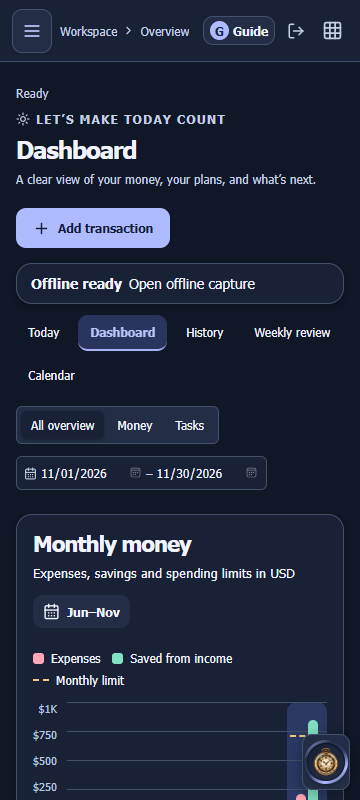 Workspace > Overview G Guide
Ready
LET'S MAKE TODAY COUNT
Dashboard
A clear view of your money, your plans, and what's next.
+ Add transaction
Offline ready Open offline capture
Today Dashboard History Weekly review
Calendar
All overview Money Tasks
11/01/2026 – 11/30/2026
Monthly money
Expenses, savings and spending limits in USD
Jun–Nov
Expenses Saved from income
Monthly limit
$1K
$750
$500
$250